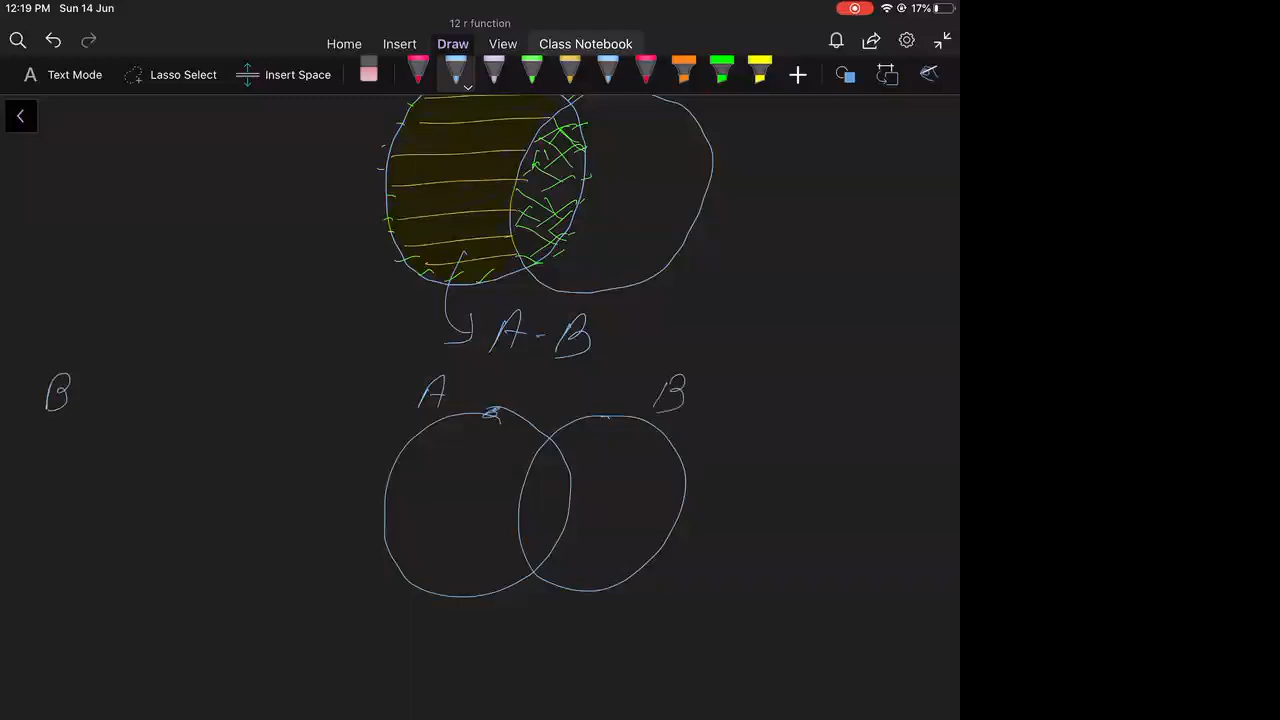 12:19 PM Sun 14 Jun
17%
12 r function
Home Insert Draw View Class Notebook
Text Mode Lasso Select Insert Space
A - B
B A B